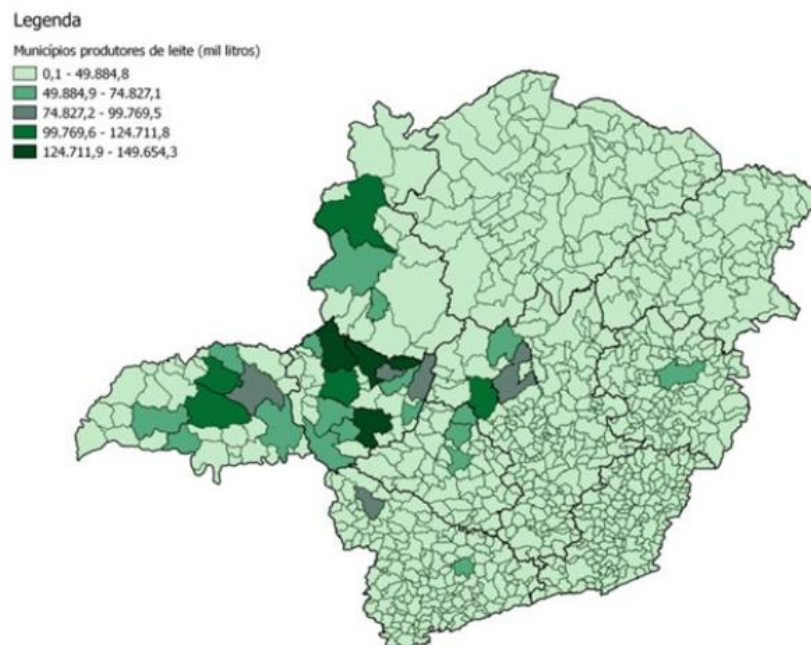 Legenda
Municípios produtores de leite (mil litros)
0,1 - 49.884,8
49.884,9 - 74.827,1
74.827,2 - 99.769,5
99.769,6 - 124.711,8
124.711,9 - 149.654,3